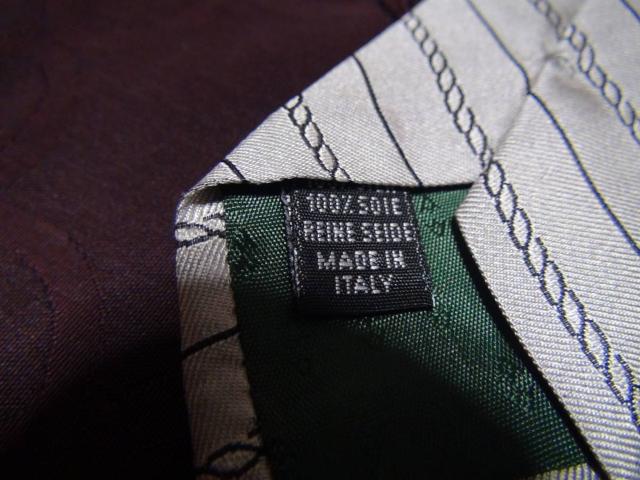 100% SOIE
REINE SEIDE
MADE IN
ITALY